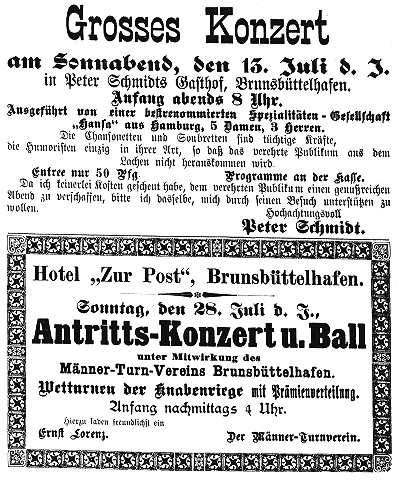 Grosses Konzert
am Sonnabend, den 13. Juli d. J.
in Peter Schmidts Gasthof, Brunsbüttelhafen.
Anfang abends 8 Uhr.
Ausgeführt von einer bestrenommierten Spezialitäten-Gesellschaft
„Hansa“ aus Hamburg, 5 Damen, 3 Herren.
Die Chansonetten und Soubretten sind tüchtige Kräfte,
die Humoristen einzig in ihrer Art, so daß das verehrte Publikum aus dem
Lachen nicht herauskommen wird.
Entree nur 50 Pfg. Programme an der Kasse.
Da ich keinerlei Kosten gescheut habe, dem verehrten Publikum einen genußreichen
Abend zu verschaffen, bitte ich dasselbe, mich durch seinen Besuch unterstützen zu
wollen. Hochachtungsvoll
Peter Schmidt.
Hotel „Zur Post“, Brunsbüttelhafen.
Sonntag, den 28. Juli d. J.,
Antritts-Konzert u. Ball
unter Mitwirkung des
Männer-Turn-Vereins Brunsbüttelhafen.
Wetturnen der Knabenriege mit Prämienverteilung.
Anfang nachmittags 4 Uhr.
Hierzu laden freundlichst ein
Ernst Lorenz. Der Männer-Turnverein.